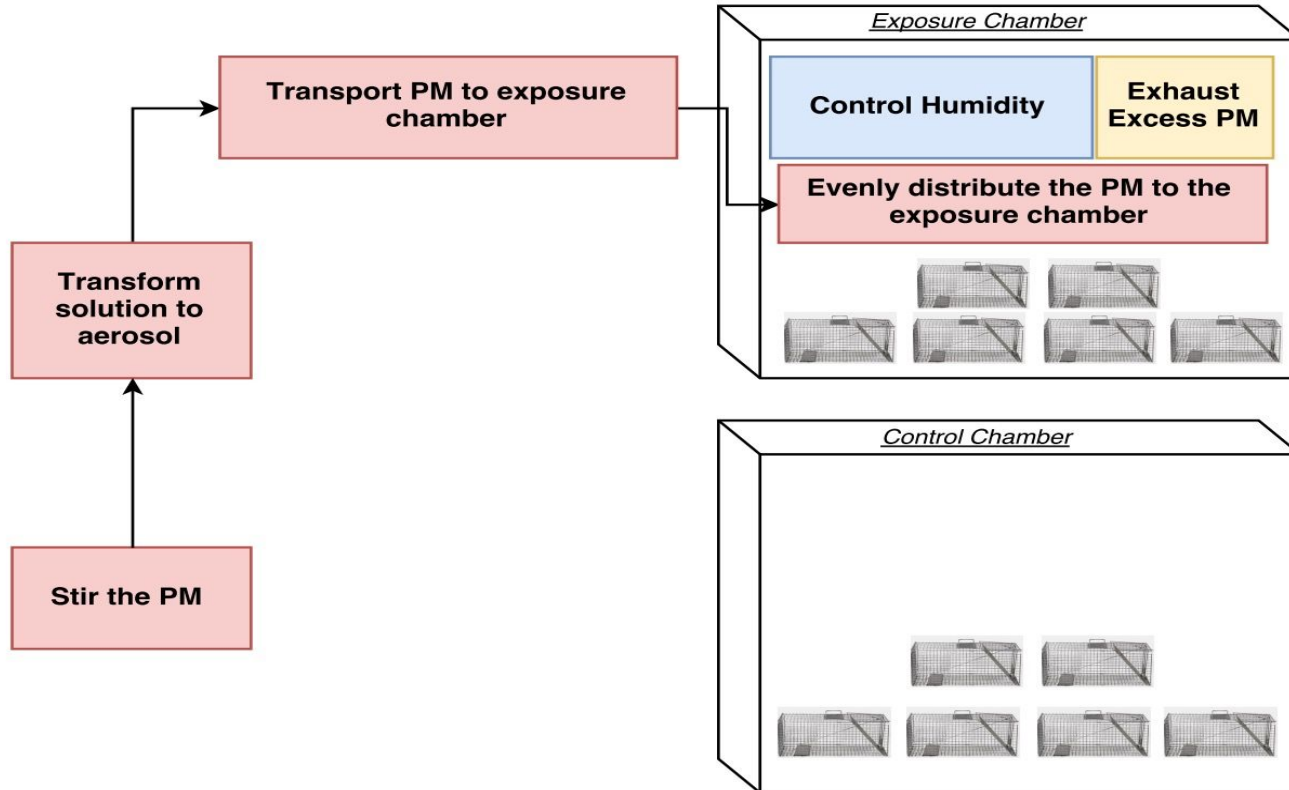 Exposure Chamber
Transport PM to exposure
chamber
Control Humidity
Exhaust
Excess PM
Evenly distribute the PM to the
exposure chamber
Transform
solution to
aerosol
Control Chamber
Stir the PM